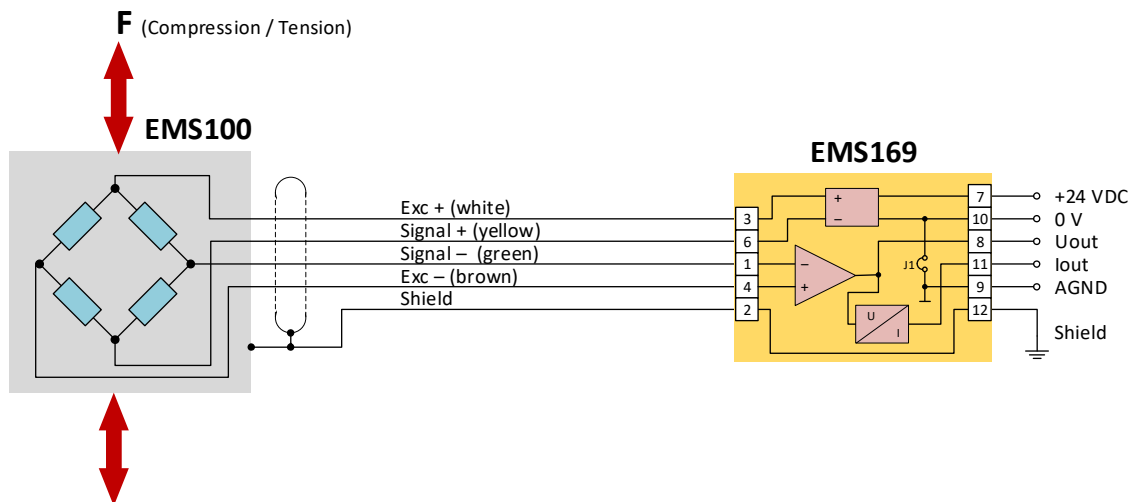 F (Compression / Tension)
EMS100
EMS169
Exc + (white)
Signal + (yellow)
Signal – (green)
Exc – (brown)
Shield
3
6
1
4
2
+
–
–
+
U
I
J1
7
10
8
11
9
12
+24 VDC
0 V
Uout
Iout
AGND
Shield